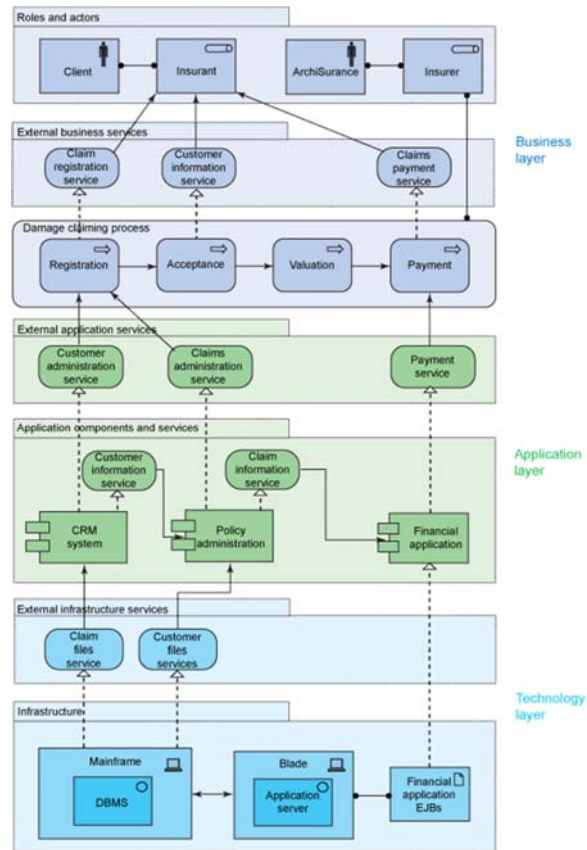 Roles and actors
Client
Insurant
ArchiSurance
Insurer
External business services
Claim
registration
service
Customer
information
service
Claims
payment
service
Business
layer
Damage claiming process
Registration
Acceptance
Valuation
Payment
External application services
Customer
administration
service
Claims
administration
service
Payment
service
Application components and services
Customer
information
service
Claim
information
service
Application
layer
CRM
system
Policy
administration
Financial
application
External infrastructure services
Claim
files
service
Customer
files
services
Technology
layer
Infrastructure
Mainframe
DBMS
Blade
Application
server
Financial
application
EJBs